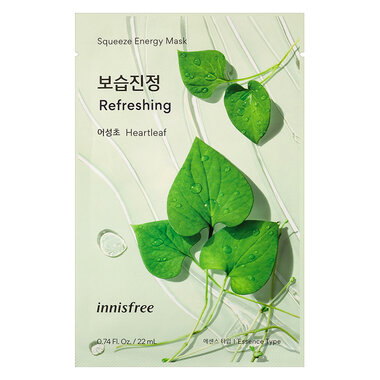 Squeeze Energy Mask
보습진정
Refreshing
어성초 Heartleaf
innisfree
0.74 Fl. Oz. / 22 mL
에센스 타입 I Essence Type